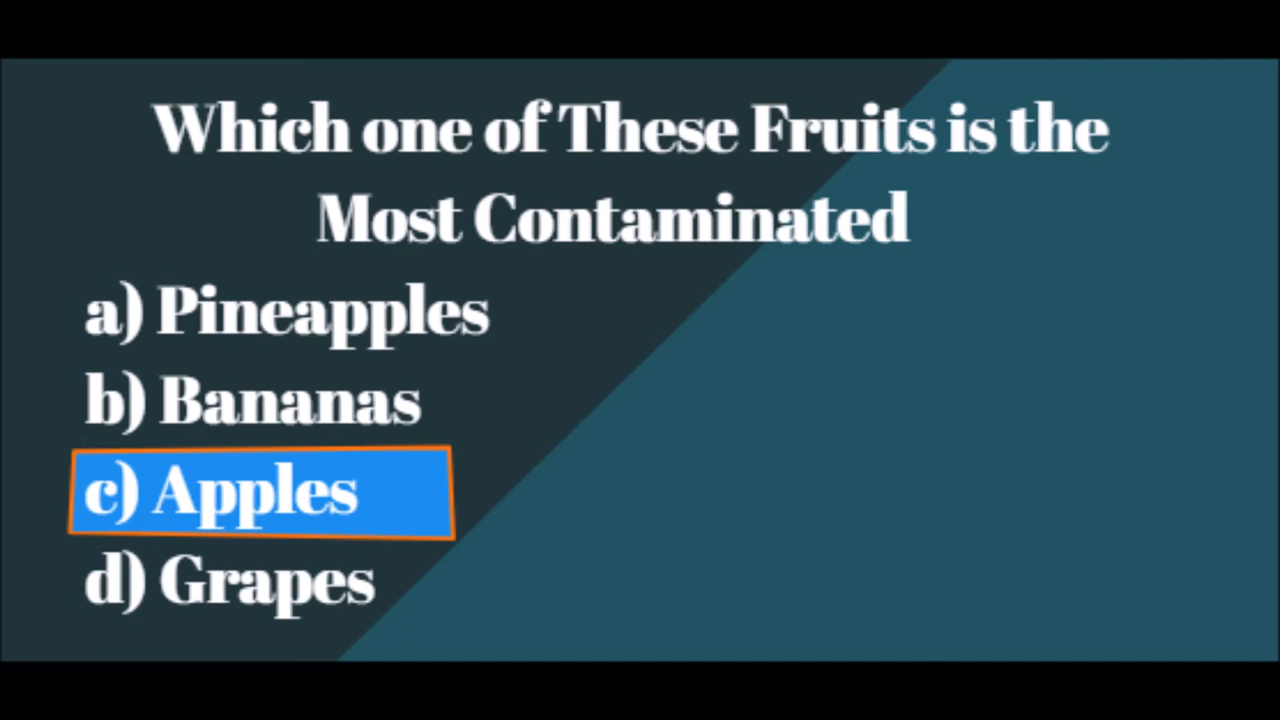 Which one of These Fruits is the
Most Contaminated
a) Pineapples
b) Bananas
c) Apples
d) Grapes